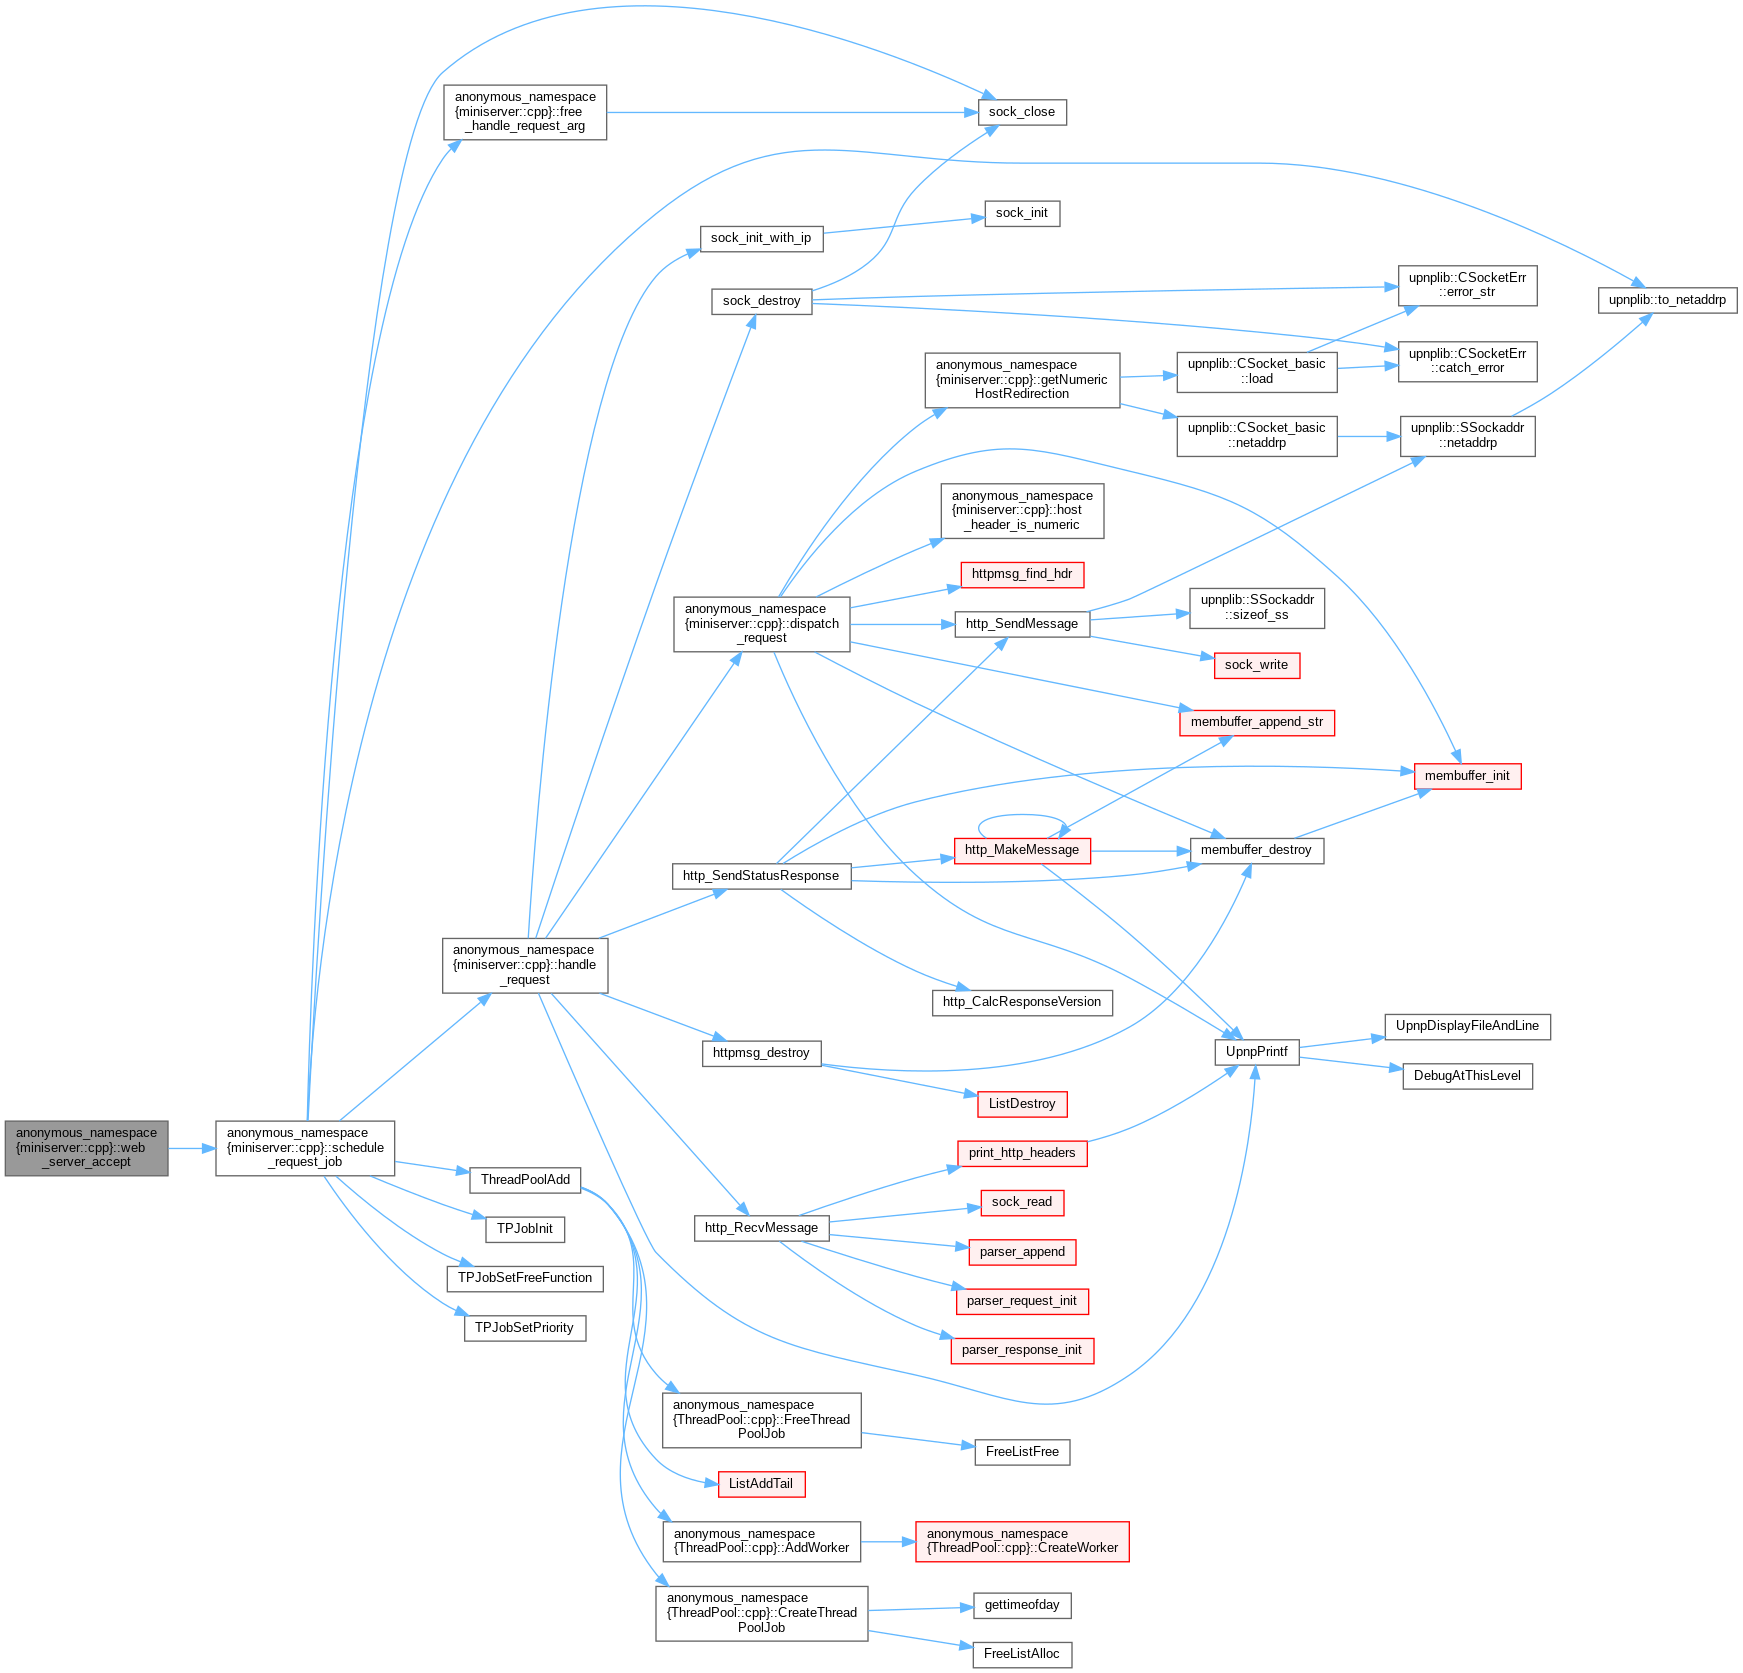 anonymous_namespace
{miniserver::cpp}::web
_server_accept
anonymous_namespace
{miniserver::cpp}::schedule
_request_job
anonymous_namespace
{miniserver::cpp}::free
_handle_request_arg
anonymous_namespace
{miniserver::cpp}::handle
_request
ThreadPoolAdd
TPJobInit
TPJobSetFreeFunction
TPJobSetPriority
sock_init_with_ip
sock_destroy
anonymous_namespace
{miniserver::cpp}::dispatch
_request
http_SendStatusResponse
httpmsg_destroy
http_RecvMessage
anonymous_namespace
{ThreadPool::cpp}::FreeThread
PoolJob
ListAddTail
anonymous_namespace
{ThreadPool::cpp}::AddWorker
anonymous_namespace
{ThreadPool::cpp}::CreateThread
PoolJob
sock_close
sock_init
anonymous_namespace
{miniserver::cpp}::getNumeric
HostRedirection
anonymous_namespace
{miniserver::cpp}::host
_header_is_numeric
httpmsg_find_hdr
http_SendMessage
http_MakeMessage
http_CalcResponseVersion
ListDestroy
print_http_headers
sock_read
parser_append
parser_request_init
parser_response_init
FreeListFree
anonymous_namespace
{ThreadPool::cpp}::CreateWorker
gettimeofday
FreeListAlloc
upnplib::CSocket_basic
::load
upnplib::CSocket_basic
::netaddrp
upnplib::SSockaddr
::sizeof_ss
sock_write
membuffer_append_str
membuffer_destroy
UpnpPrintf
upnplib::CSocketErr
::error_str
upnplib::CSocketErr
::catch_error
upnplib::SSockaddr
::netaddrp
membuffer_init
UpnpDisplayFileAndLine
DebugAtThisLevel
upnplib::to_netaddrp